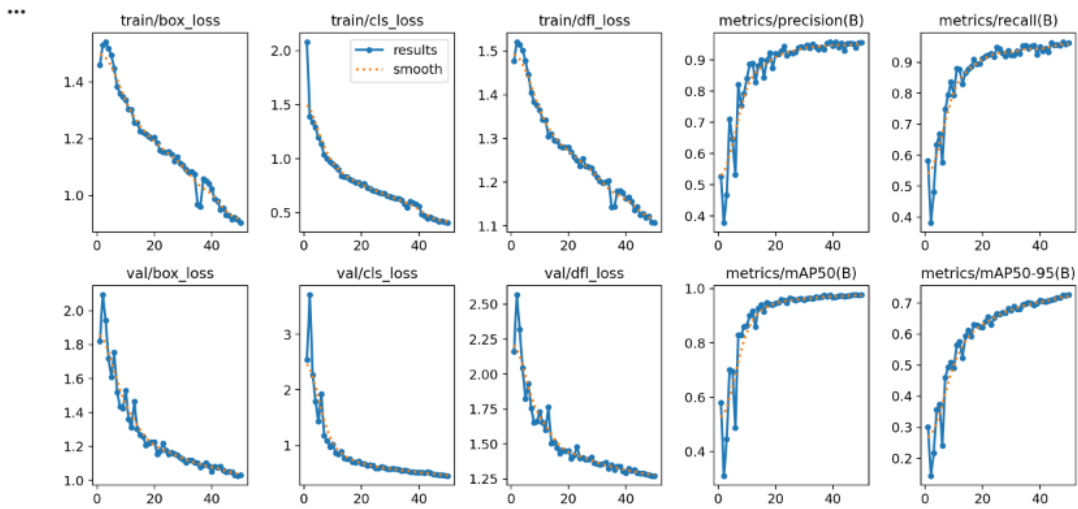 ...
train/box_loss
1.4
1.2
1.0
0 20 40
train/cls_loss
results
smooth
2.0
1.5
1.0
0.5
0 20 40
train/dfl_loss
1.5
1.4
1.3
1.2
1.1
0 20 40
metrics/precision(B)
0.9
0.8
0.7
0.6
0.5
0.4
0 20 40
metrics/recall(B)
0.9
0.8
0.7
0.6
0.5
0.4
0 20 40
val/box_loss
2.0
1.8
1.6
1.4
1.2
1.0
0 20 40
val/cls_loss
3
2
1
0 20 40
val/dfl_loss
2.50
2.25
2.00
1.75
1.50
1.25
0 20 40
metrics/mAP50(B)
1.0
0.8
0.6
0.4
0 20 40
metrics/mAP50-95(B)
0.7
0.6
0.5
0.4
0.3
0.2
0 20 40